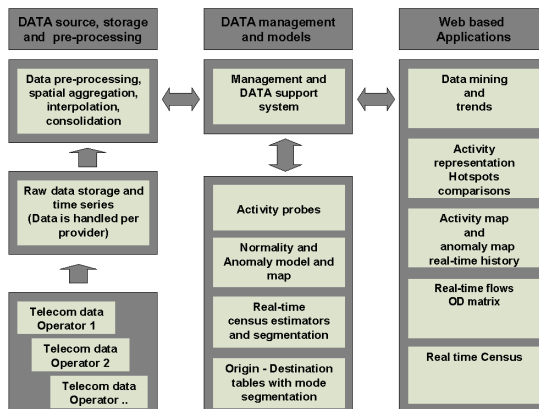 DATA source, storage
and pre-processing
Data pre-processing,
spatial aggregation,
interpolation,
consolidation
Raw data storage and
time series
(Data is handled per
provider)
Telecom data
Operator 1
Telecom data
Operator 2
Telecom data
Operator ..
DATA management
and models
Management and
DATA support
system
Activity probes
Normality and
Anomaly model and
map
Real-time
census estimators
and segmentation
Origin - Destination
tables with mode
segmentation
Web based
Applications
Data mining
and
trends
Activity
representation
Hotspots
comparisons
Activity map
and
anomaly map
real-time history
Real-time flows
OD matrix
Real time Census